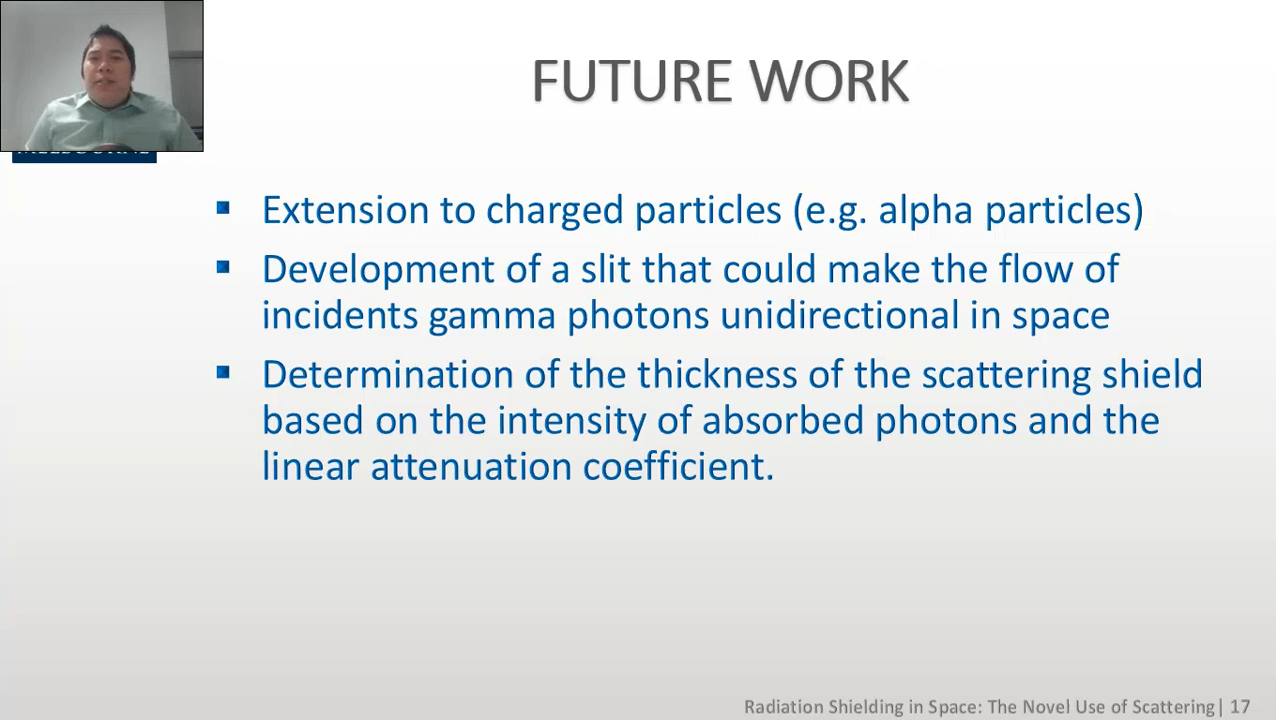 FUTURE WORK
Extension to charged particles (e.g. alpha particles)
Development of a slit that could make the flow of
incidents gamma photons unidirectional in space
Determination of the thickness of the scattering shield
based on the intensity of absorbed photons and the
linear attenuation coefficient.
Radiation Shielding in Space: The Novel Use of Scattering| 17